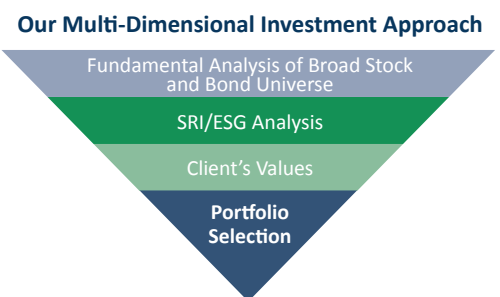 Our Multi-Dimensional Investment Approach
Fundamental Analysis of Broad Stock
and Bond Universe
SRI/ESG Analysis
Client’s Values
Portfolio
Selection